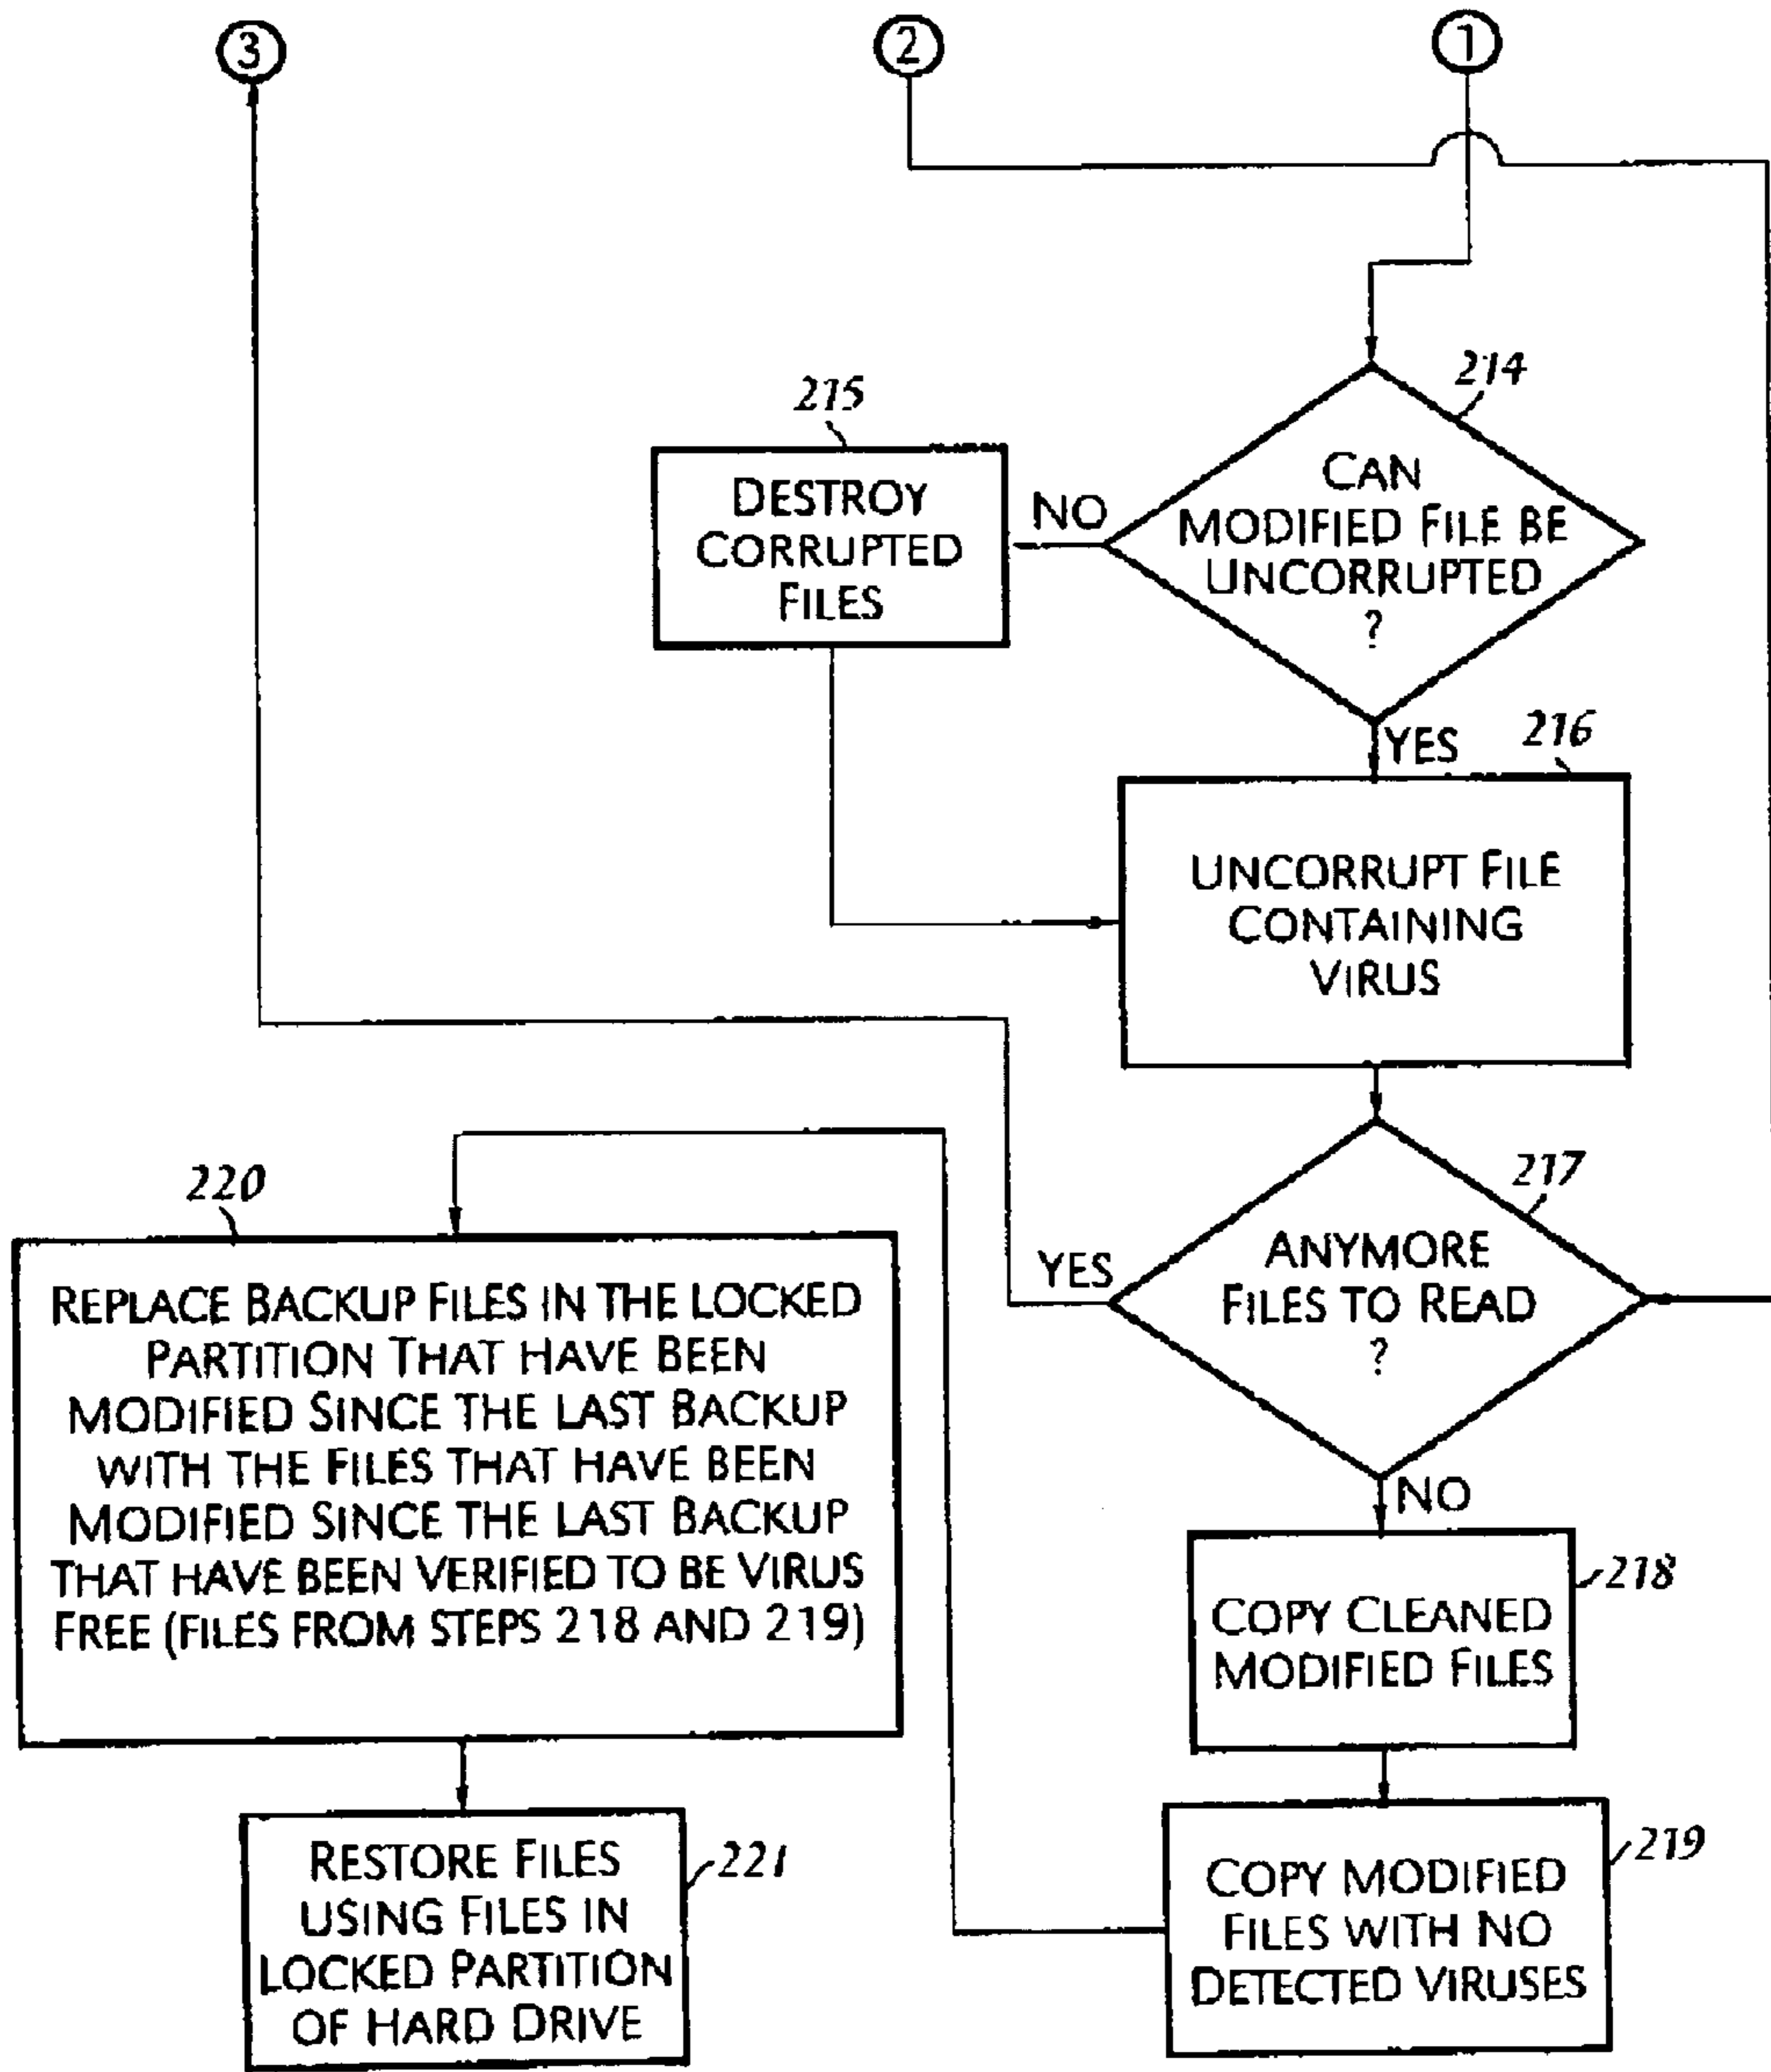 3
2
1
214
CAN
MODIFIED FILE BE
UNCORRUPTED
?
NO
YES
215
DESTROY
CORRUPTED
FILES
216
UNCORRUPT FILE
CONTAINING
VIRUS
217
ANYMORE
FILES TO READ
?
YES
NO
218
COPY CLEANED
MODIFIED FILES
219
COPY MODIFIED
FILES WITH NO
DETECTED VIRUSES
220
REPLACE BACKUP FILES IN THE LOCKED
PARTITION THAT HAVE BEEN
MODIFIED SINCE THE LAST BACKUP
WITH THE FILES THAT HAVE BEEN
MODIFIED SINCE THE LAST BACKUP
THAT HAVE BEEN VERIFIED TO BE VIRUS
FREE (FILES FROM STEPS 218 AND 219)
221
RESTORE FILES
USING FILES IN
LOCKED PARTITION
OF HARD DRIVE